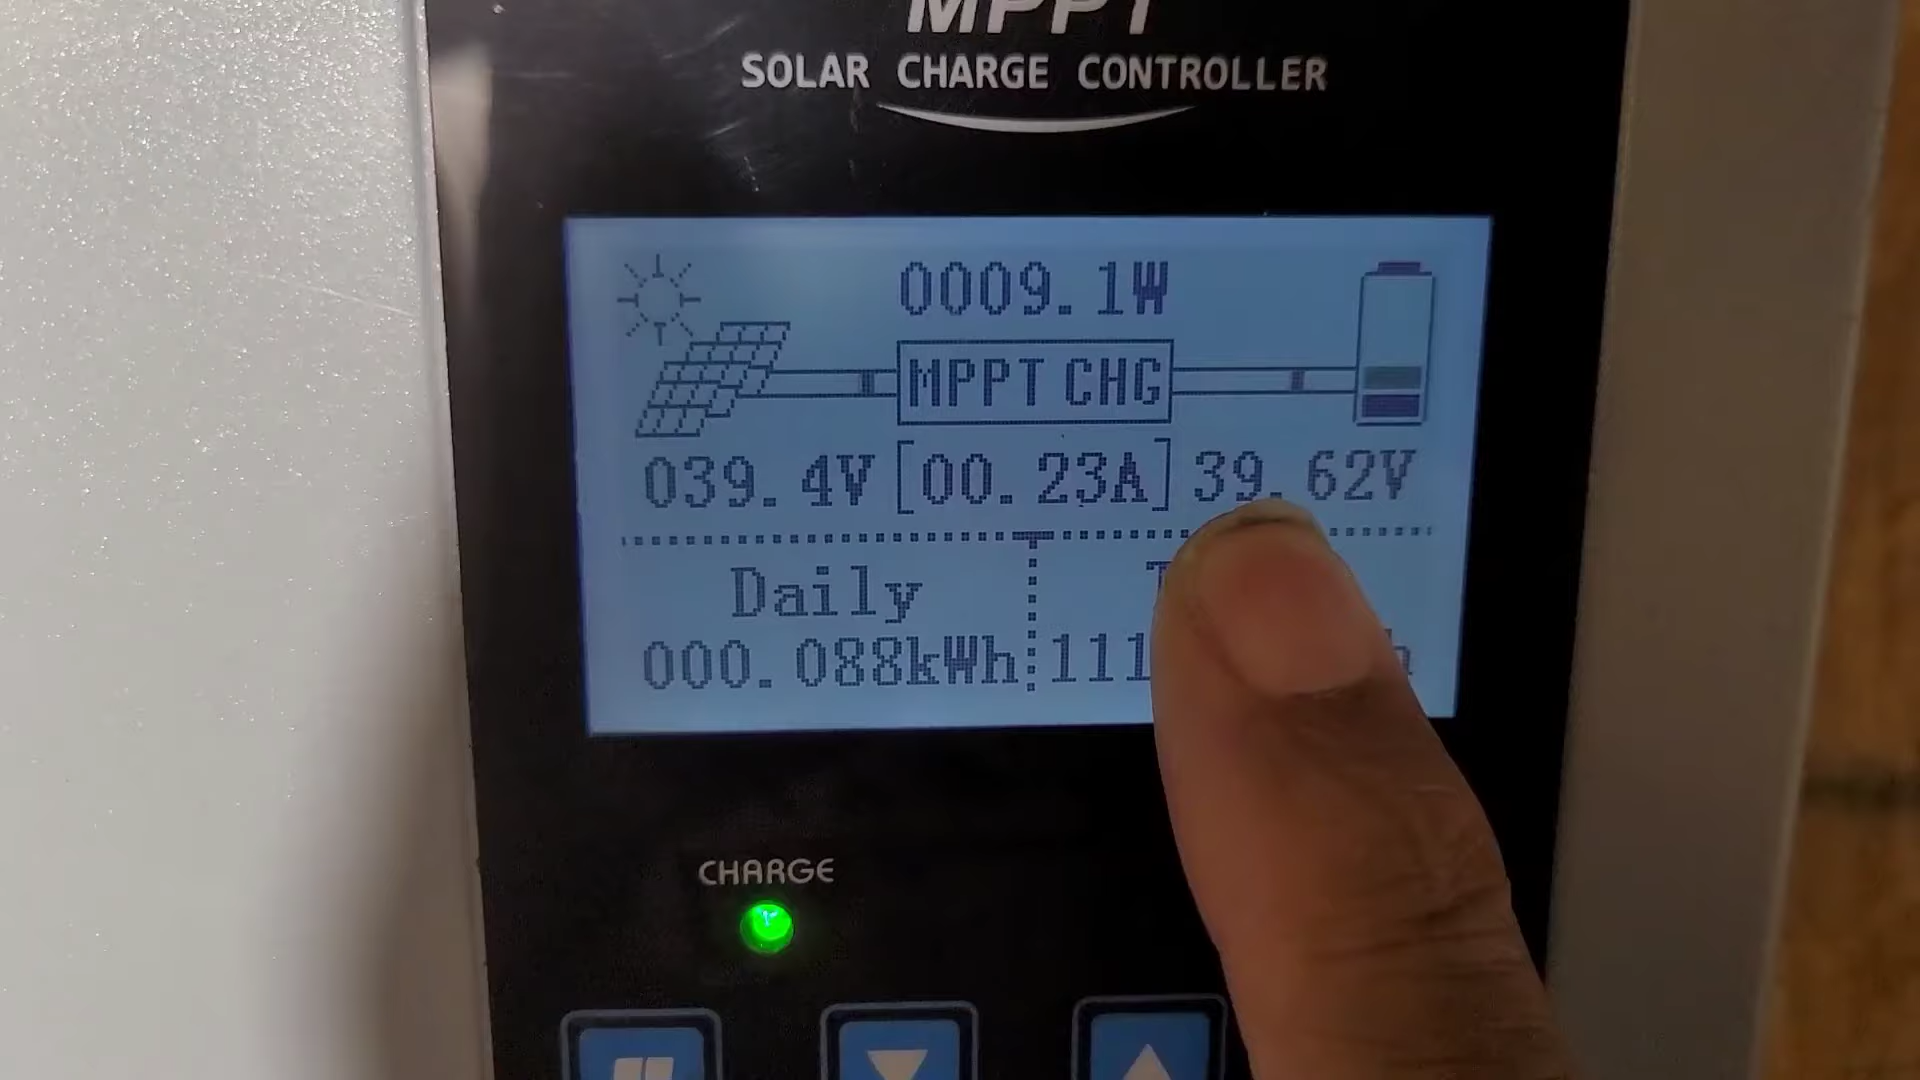 MPPT
SOLAR CHARGE CONTROLLER
0009.1W
MPPT CHG
039.4V [00.23A] 39.62V
Daily
000.088kWh 111
CHARGE